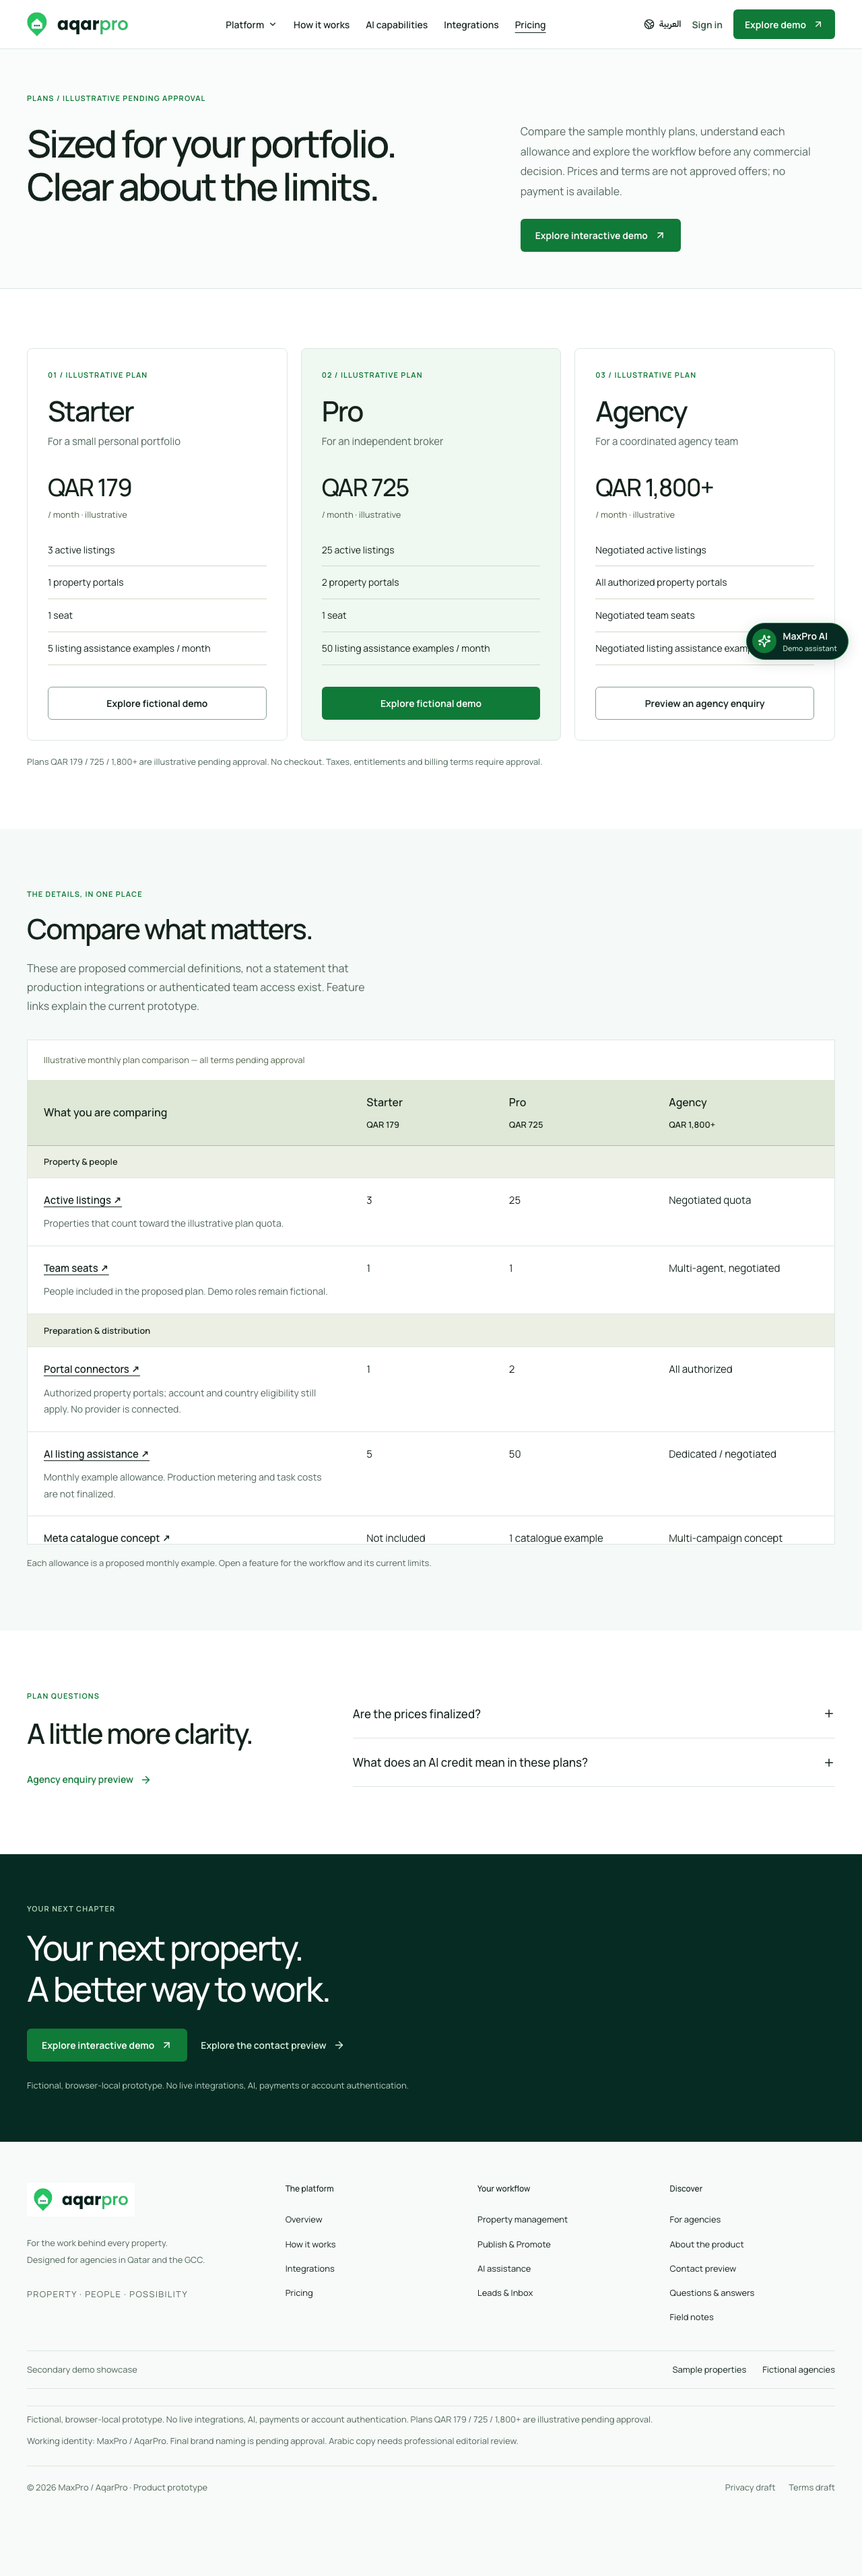 aqarpro
Platform
How it works
AI capabilities
Integrations
Pricing
العربية
Sign in
Explore demo
PLANS / ILLUSTRATIVE PENDING APPROVAL
Sized for your portfolio.
Clear about the limits.
Compare the sample monthly plans, understand each
allowance and explore the workflow before any commercial
decision. Prices and terms are not approved offers; no
payment is available.
Explore interactive demo
01 / ILLUSTRATIVE PLAN
Starter
For a small personal portfolio
QAR 179
/ month · illustrative
3 active listings
1 property portals
1 seat
5 listing assistance examples / month
Explore fictional demo
02 / ILLUSTRATIVE PLAN
Pro
For an independent broker
QAR 725
/ month · illustrative
25 active listings
2 property portals
1 seat
50 listing assistance examples / month
Explore fictional demo
03 / ILLUSTRATIVE PLAN
Agency
For a coordinated agency team
QAR 1,800+
/ month · illustrative
Negotiated active listings
All authorized property portals
Negotiated team seats
Negotiated listing assistance
Preview an agency enquiry
MaxPro AI
Demo assistant
Plans QAR 179 / 725 / 1,800+ are illustrative pending approval. No checkout. Taxes, entitlements and billing terms require approval.
THE DETAILS, IN ONE PLACE
Compare what matters.
These are proposed commercial definitions, not a statement that
production integrations or authenticated team access exist. Feature
links explain the current prototype.
Illustrative monthly plan comparison — all terms pending approval
What you are comparing
Starter
QAR 179
Pro
QAR 725
Agency
QAR 1,800+
Property & people
Active listings ↗
3
25
Negotiated quota
Properties that count toward the illustrative plan quota.
Team seats ↗
1
1
Multi-agent, negotiated
People included in the proposed plan. Demo roles remain fictional.
Preparation & distribution
Portal connectors ↗
1
2
All authorized
Authorized property portals; account and country eligibility still
apply. No provider is connected.
AI listing assistance ↗
5
50
Dedicated / negotiated
Monthly example allowance. Production metering and task costs
are not finalized.
Meta catalogue concept ↗
Not included
1 catalogue example
Multi-campaign concept
Each allowance is a proposed monthly example. Open a feature for the workflow and its current limits.
PLAN QUESTIONS
A little more clarity.
Agency enquiry preview
Are the prices finalized?
What does an AI credit mean in these plans?
YOUR NEXT CHAPTER
Your next property.
A better way to work.
Explore interactive demo
Explore the contact preview
Fictional, browser-local prototype. No live integrations, AI, payments or account authentication.
aqarpro
For the work behind every property.
Designed for agencies in Qatar and the GCC.
PROPERTY · PEOPLE · POSSIBILITY
The platform
Overview
How it works
Integrations
Pricing
Your workflow
Property management
Publish & Promote
AI assistance
Leads & Inbox
Discover
For agencies
About the product
Contact preview
Questions & answers
Field notes
Secondary demo showcase
Sample properties
Fictional agencies
Fictional, browser-local prototype. No live integrations, AI, payments or account authentication. Plans QAR 179 / 725 / 1,800+ are illustrative pending approval.
Working identity: MaxPro / AqarPro. Final brand naming is pending approval. Arabic copy needs professional editorial review.
© 2026 MaxPro / AqarPro · Product prototype
Privacy draft
Terms draft